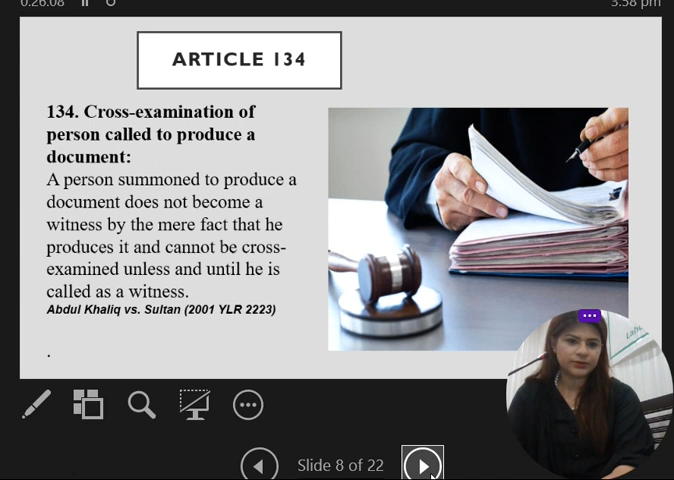 0:26:08
3:58 pm
ARTICLE 134
134. Cross-examination of
person called to produce a
document:
A person summoned to produce a
document does not become a
witness by the mere fact that he
produces it and cannot be cross-
examined unless and until he is
called as a witness.
Abdul Khaliq vs. Sultan (2001 YLR 2223)
.
Slide 8 of 22